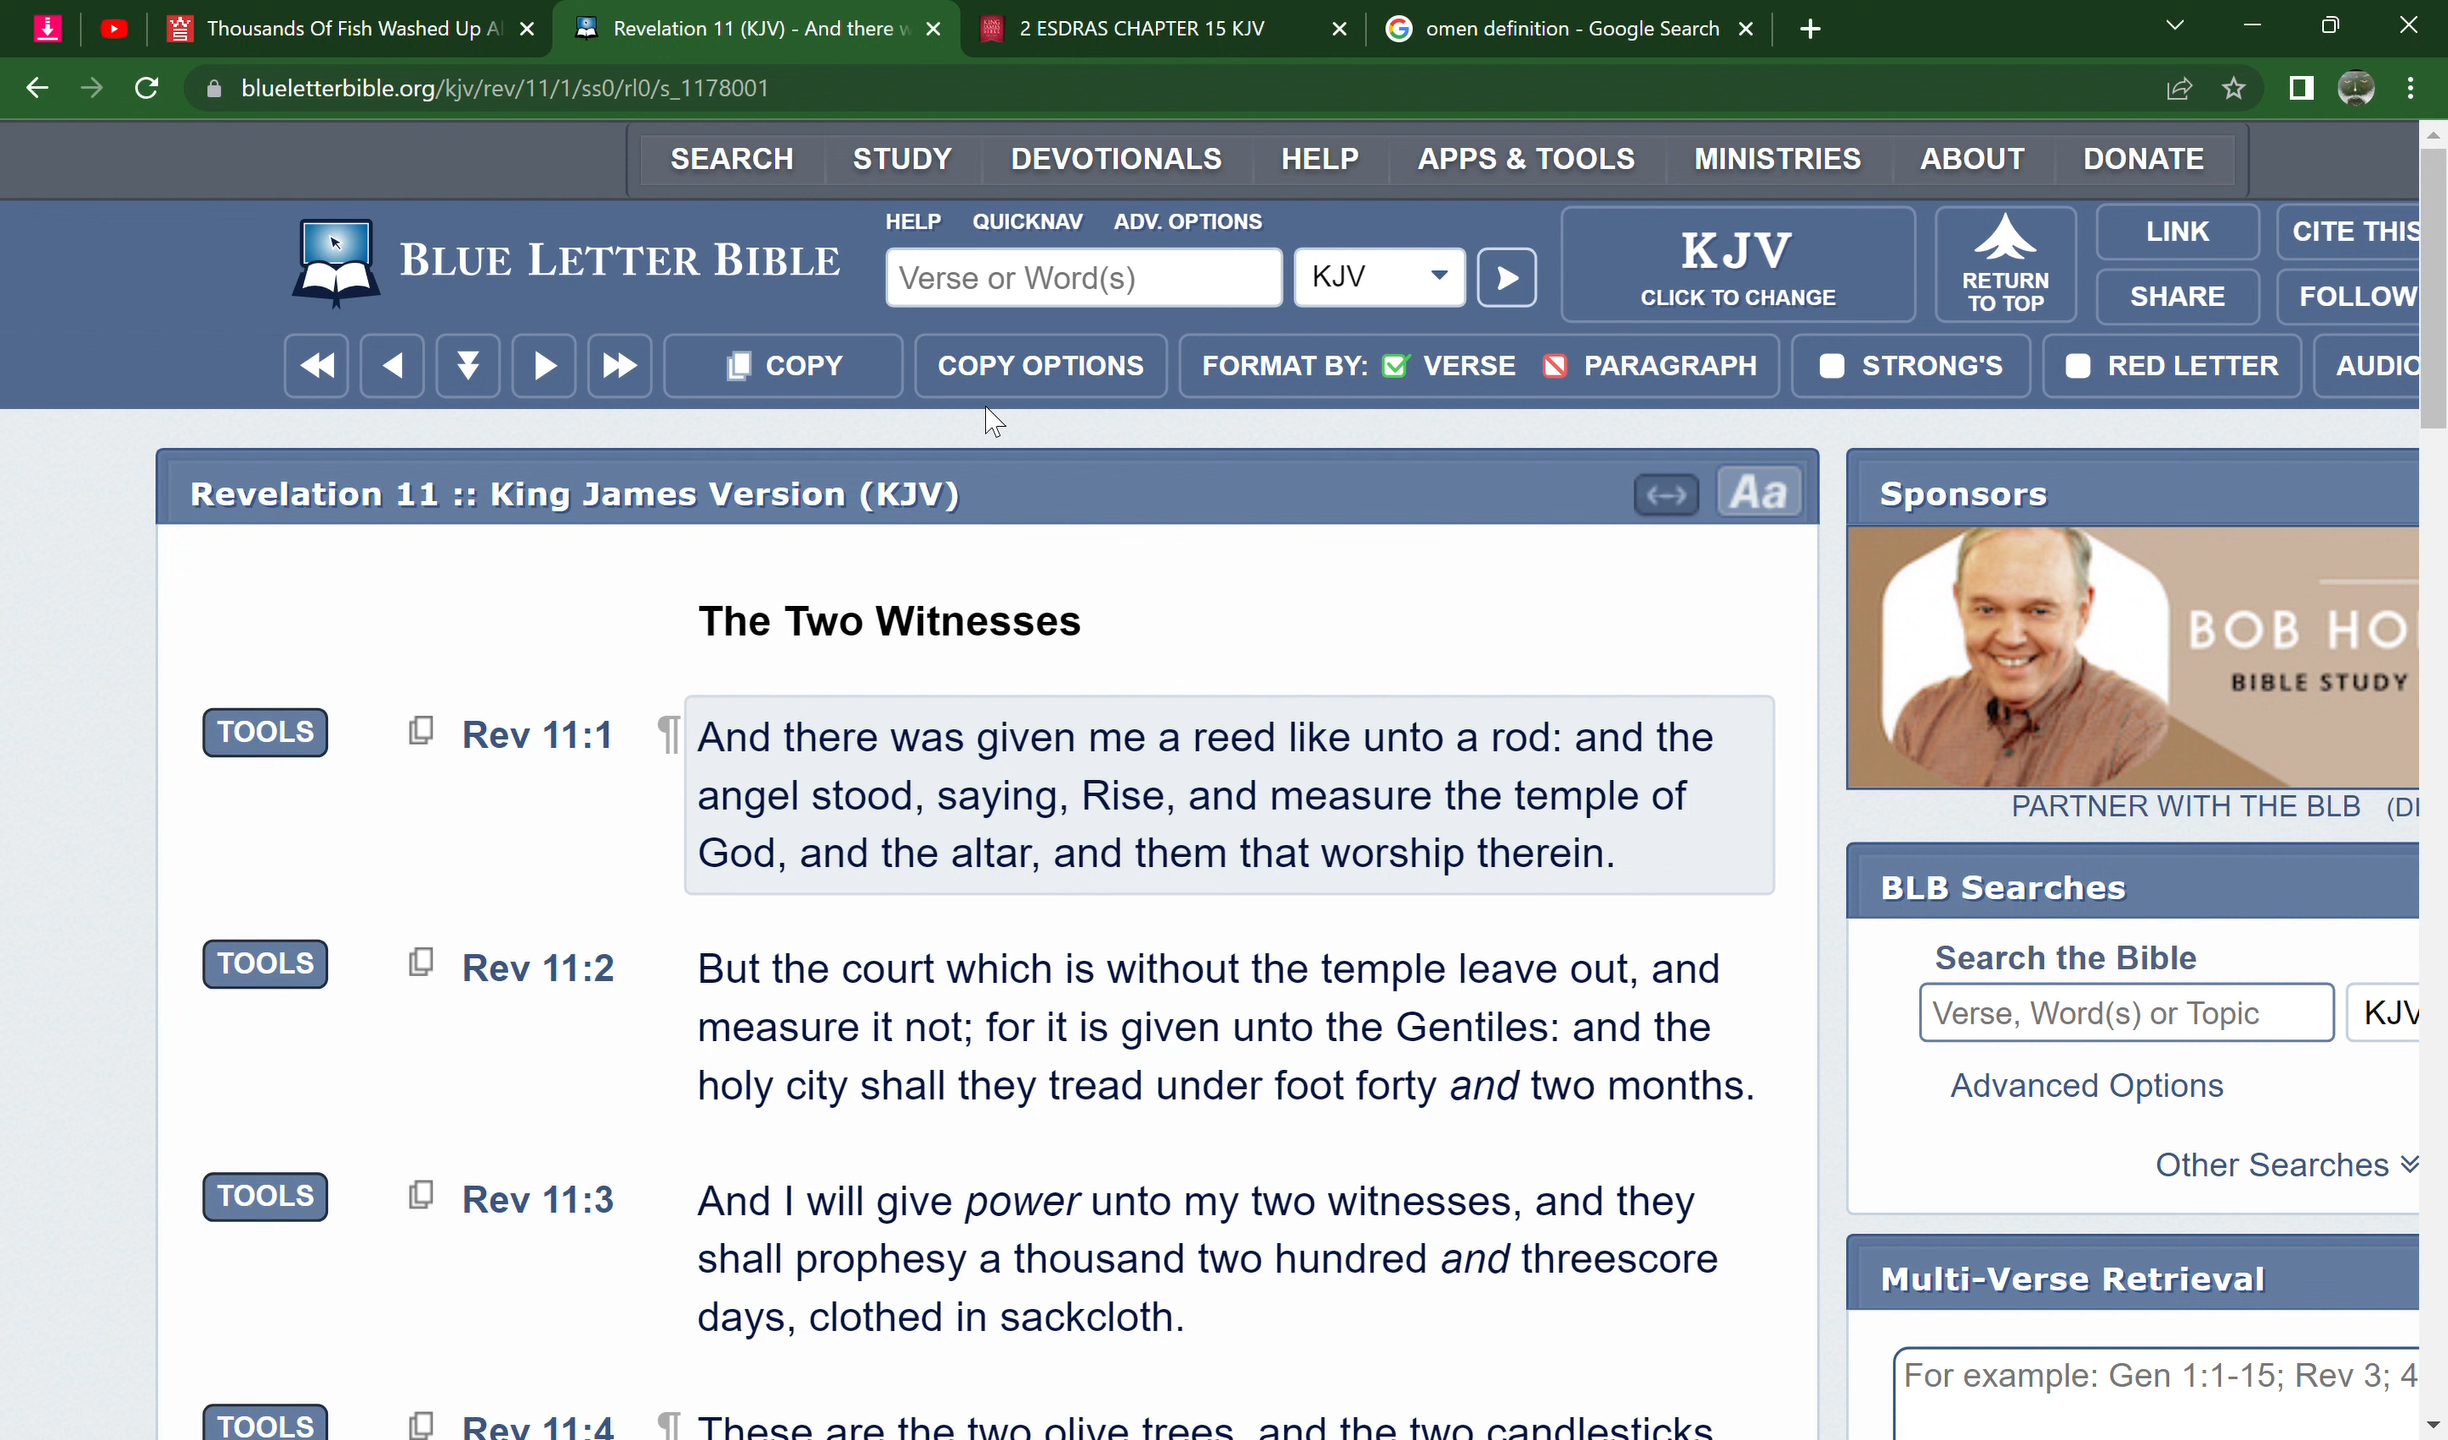 Thousands Of Fish Washed Up Al
Revelation 11 (KJV) - And there w
2 ESDRAS CHAPTER 15 KJV
omen definition - Google Search
blueletterbible.org/kjv/rev/11/1/ss0/rl0/s_1178001
SEARCH STUDY DEVOTIONALS HELP APPS & TOOLS MINISTRIES ABOUT DONATE
BLUE LETTER BIBLE
HELP QUICKNAV ADV. OPTIONS
Verse or Word(s) KJV
KJV
CLICK TO CHANGE
RETURN
TO TOP
LINK CITE THIS
SHARE FOLLOW
COPY COPY OPTIONS FORMAT BY: VERSE PARAGRAPH STRONG'S RED LETTER AUDIO
Revelation 11 :: King James Version (KJV) Aa
The Two Witnesses
TOOLS Rev 11:1 ¶ And there was given me a reed like unto a rod: and the
angel stood, saying, Rise, and measure the temple of
God, and the altar, and them that worship therein.
TOOLS Rev 11:2 But the court which is without the temple leave out, and
measure it not; for it is given unto the Gentiles: and the
holy city shall they tread under foot forty and two months.
TOOLS Rev 11:3 And I will give power unto my two witnesses, and they
shall prophesy a thousand two hundred and threescore
days, clothed in sackcloth.
TOOLS Rev 11:4 ¶ These are the two olive trees, and the two candlesticks
Sponsors
BOB HO
BIBLE STUDY
PARTNER WITH THE BLB (DI
BLB Searches
Search the Bible
Verse, Word(s) or Topic KJV
Advanced Options
Other Searches
Multi-Verse Retrieval
For example: Gen 1:1-15; Rev 3; 4